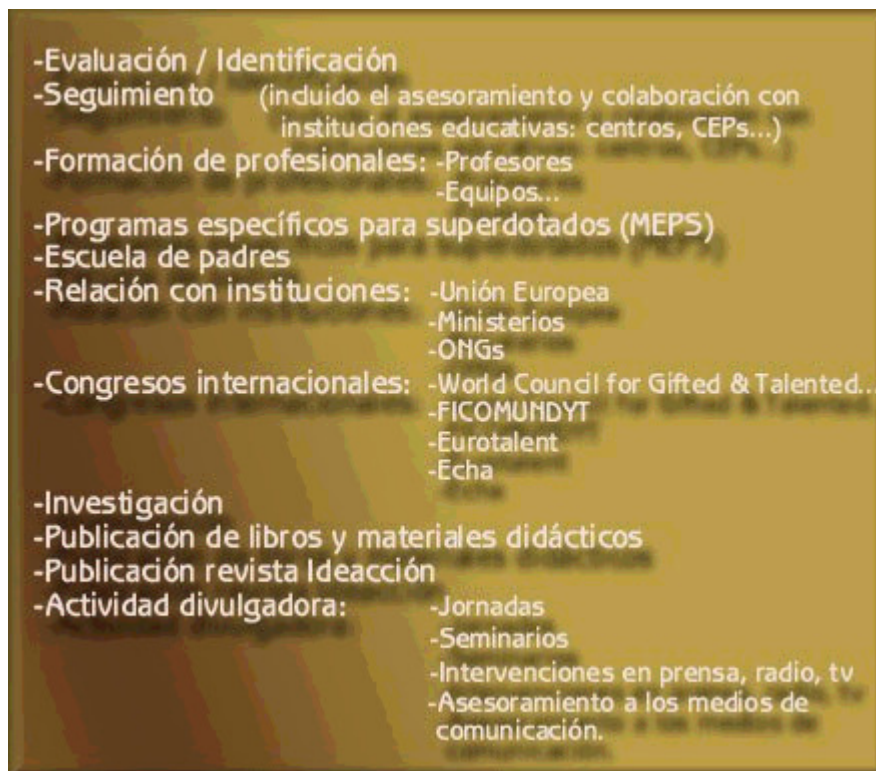 -Evaluación / Identificación
-Seguimiento (incluido el asesoramiento y colaboración con
instituciones educativas: centros, CEPs...)
-Formación de profesionales: -Profesores
-Equipos...
-Programas específicos para superdotados (MEPS)
-Escuela de padres
-Relación con instituciones: -Unión Europea
-Ministerios
-ONGs
-Congresos internacionales: -World Council for Gifted & Talented...
-FICOMUNDYT
-Eurotalent
-Echa
-Investigación
-Publicación de libros y materiales didácticos
-Publicación revista Ideacción
-Actividad divulgadora: -Jornadas
-Seminarios
-Intervenciones en prensa, radio, tv
-Asesoramiento a los medios de
comunicación.